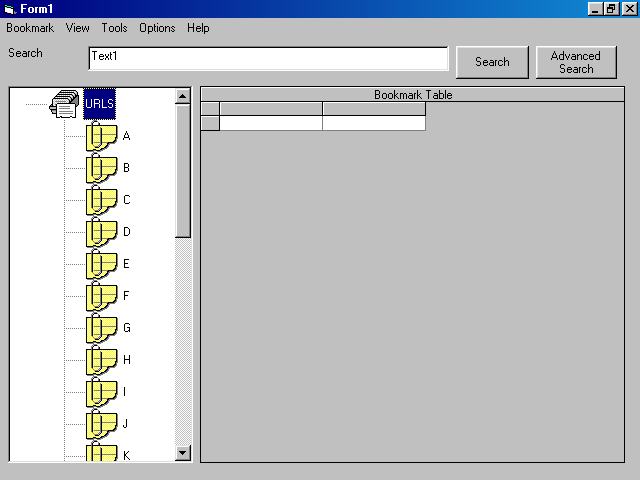 Form1
Bookmark View Tools Options Help
Search
Text1
Search
Advanced
Search
URLS
A
B
C
D
E
F
G
H
I
J
K
Bookmark Table